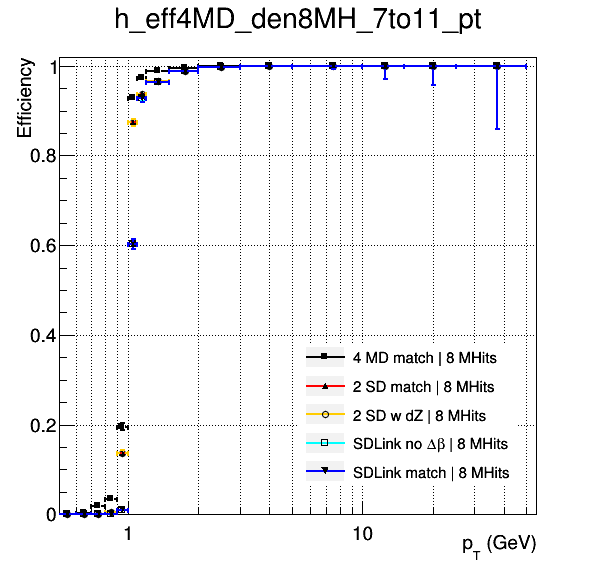 h_eff4MD_den8MH_7to11_pt
Efficiency
1
0.8
0.6
0.4
0.2
0
4 MD match | 8 MHits
2 SD match | 8 MHits
2 SD w dZ | 8 MHits
SDLink no Δβ | 8 MHits
SDLink match | 8 MHits
1 10
p_T (GeV)